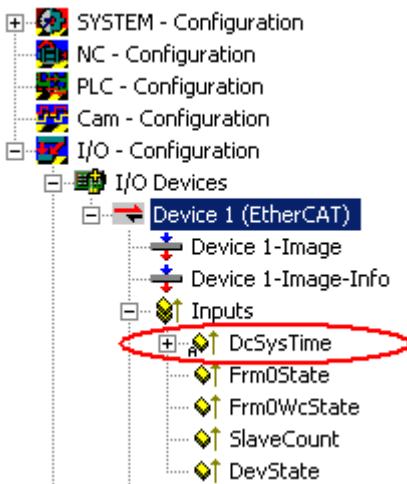 SYSTEM - Configuration
NC - Configuration
PLC - Configuration
Cam - Configuration
I/O - Configuration
I/O Devices
Device 1 (EtherCAT)
Device 1-Image
Device 1-Image-Info
Inputs
DcSysTime
Frm0State
Frm0WcState
SlaveCount
DevState